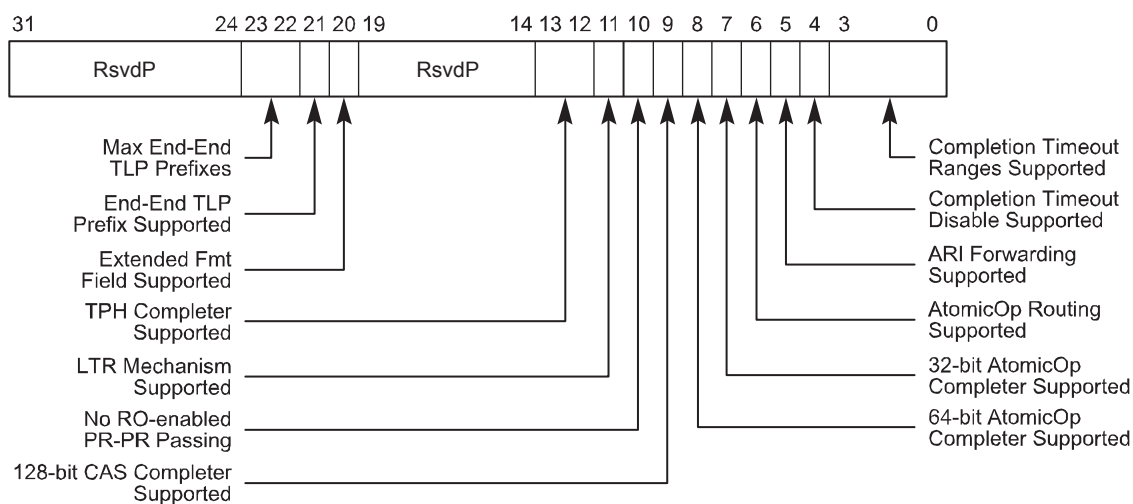 31 24 23 22 21 20 19 14 13 12 11 10 9 8 7 6 5 4 3 0
RsvdP RsvdP
Max End-End
TLP Prefixes
End-End TLP
Prefix Supported
Extended Fmt
Field Supported
TPH Completer
Supported
LTR Mechanism
Supported
No RO-enabled
PR-PR Passing
128-bit CAS Completer
Supported
Completion Timeout
Ranges Supported
Completion Timeout
Disable Supported
ARI Forwarding
Supported
AtomicOp Routing
Supported
32-bit AtomicOp
Completer Supported
64-bit AtomicOp
Completer Supported